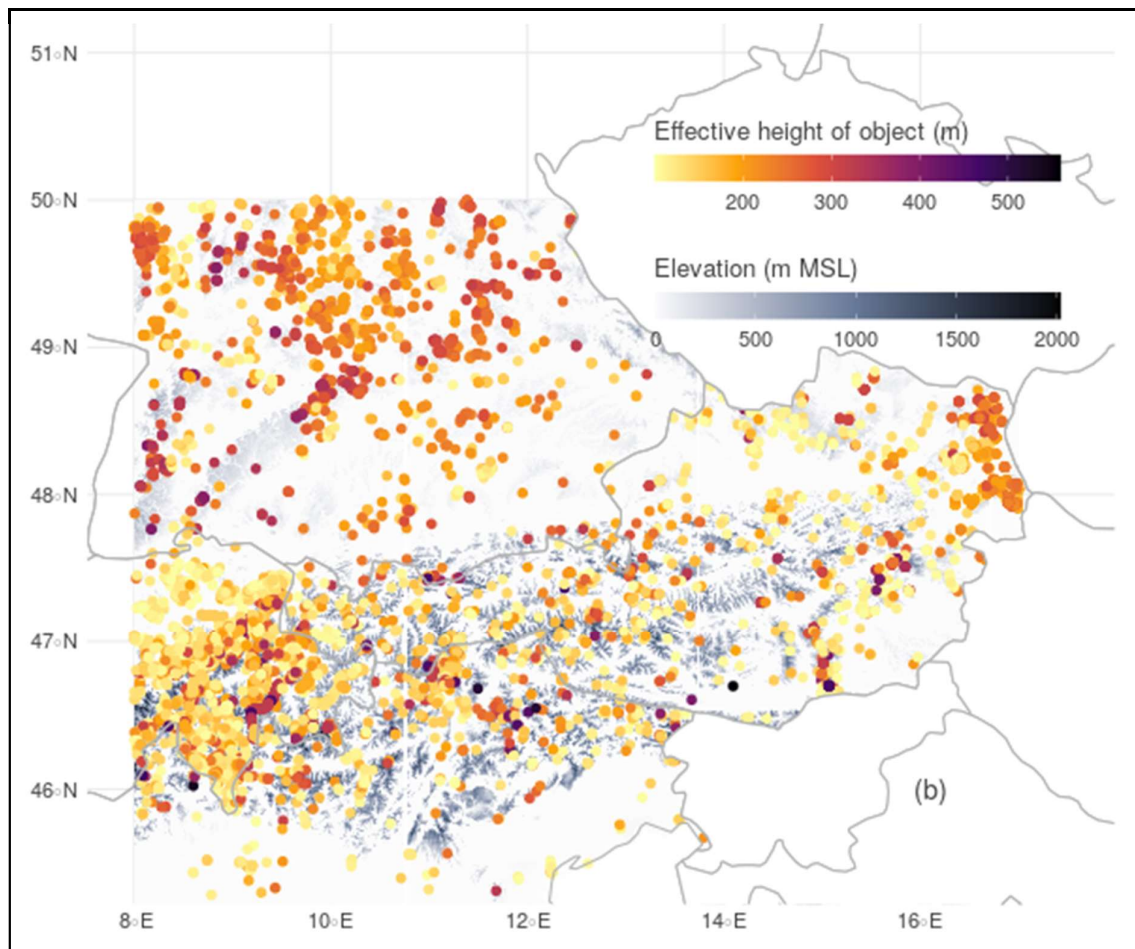 51○N
Effective height of object (m)
200 300 400 500
50○N
Elevation (m MSL)
0 500 1000 1500 2000
49○N
48○N
47○N
46○N
(b)
8○E 10○E 12○E 14○E 16○E